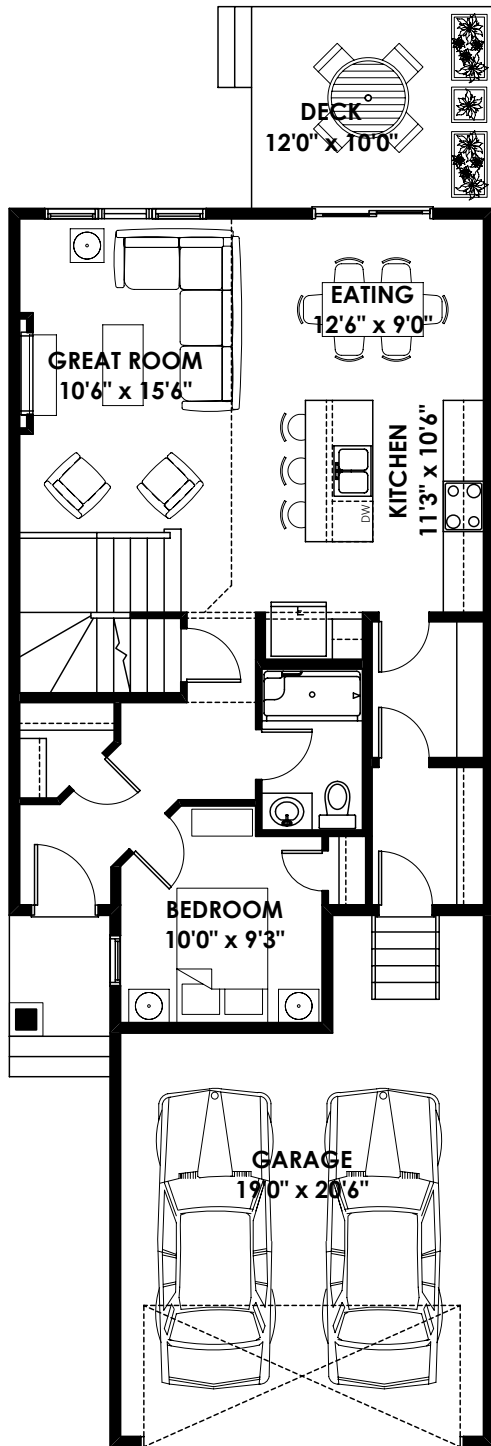 DECK
12'0" x 10'0"
EATING
12'6" x 9'0"
GREAT ROOM
10'6" x 15'6"
KITCHEN
11'3" x 10'6"
DW
F
BEDROOM
10'0" x 9'3"
GARAGE
19'0" x 20'6"